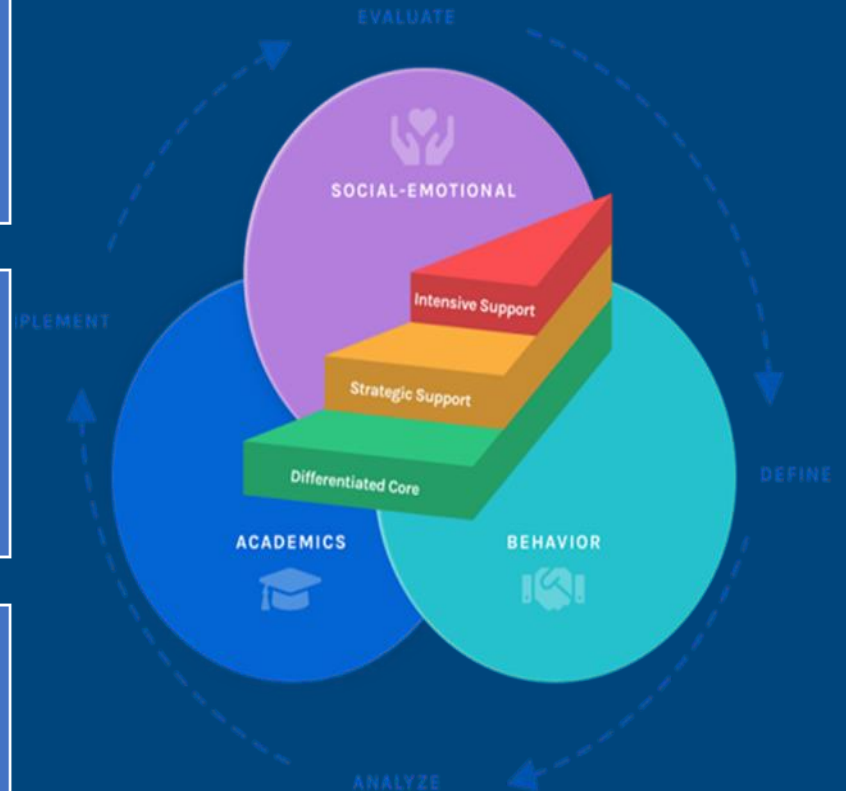 EVALUATE
SOCIAL-EMOTIONAL
Intensive Support
PLEMENT
Strategic Support
DEFINE
Differentiated Core
ACADEMICS
BEHAVIOR
ANALYZE